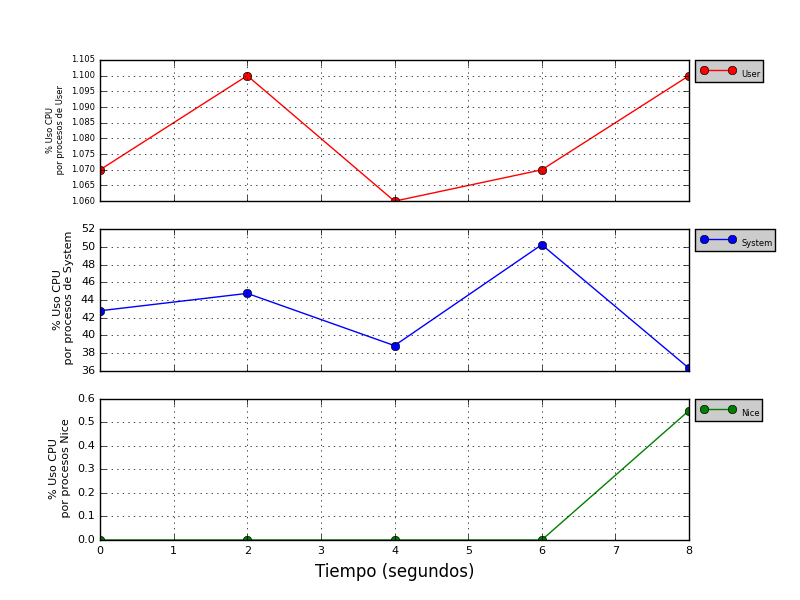 % Uso CPU
por procesos de User
1.105
1.100
1.095
1.090
1.085
1.080
1.075
1.070
1.065
1.060
User
% Uso CPU
por procesos de System
52
50
48
46
44
42
40
38
36
System
% Uso CPU
por procesos Nice
0.6
0.5
0.4
0.3
0.2
0.1
0.0
Nice
0 1 2 3 4 5 6 7 8
Tiempo (segundos)